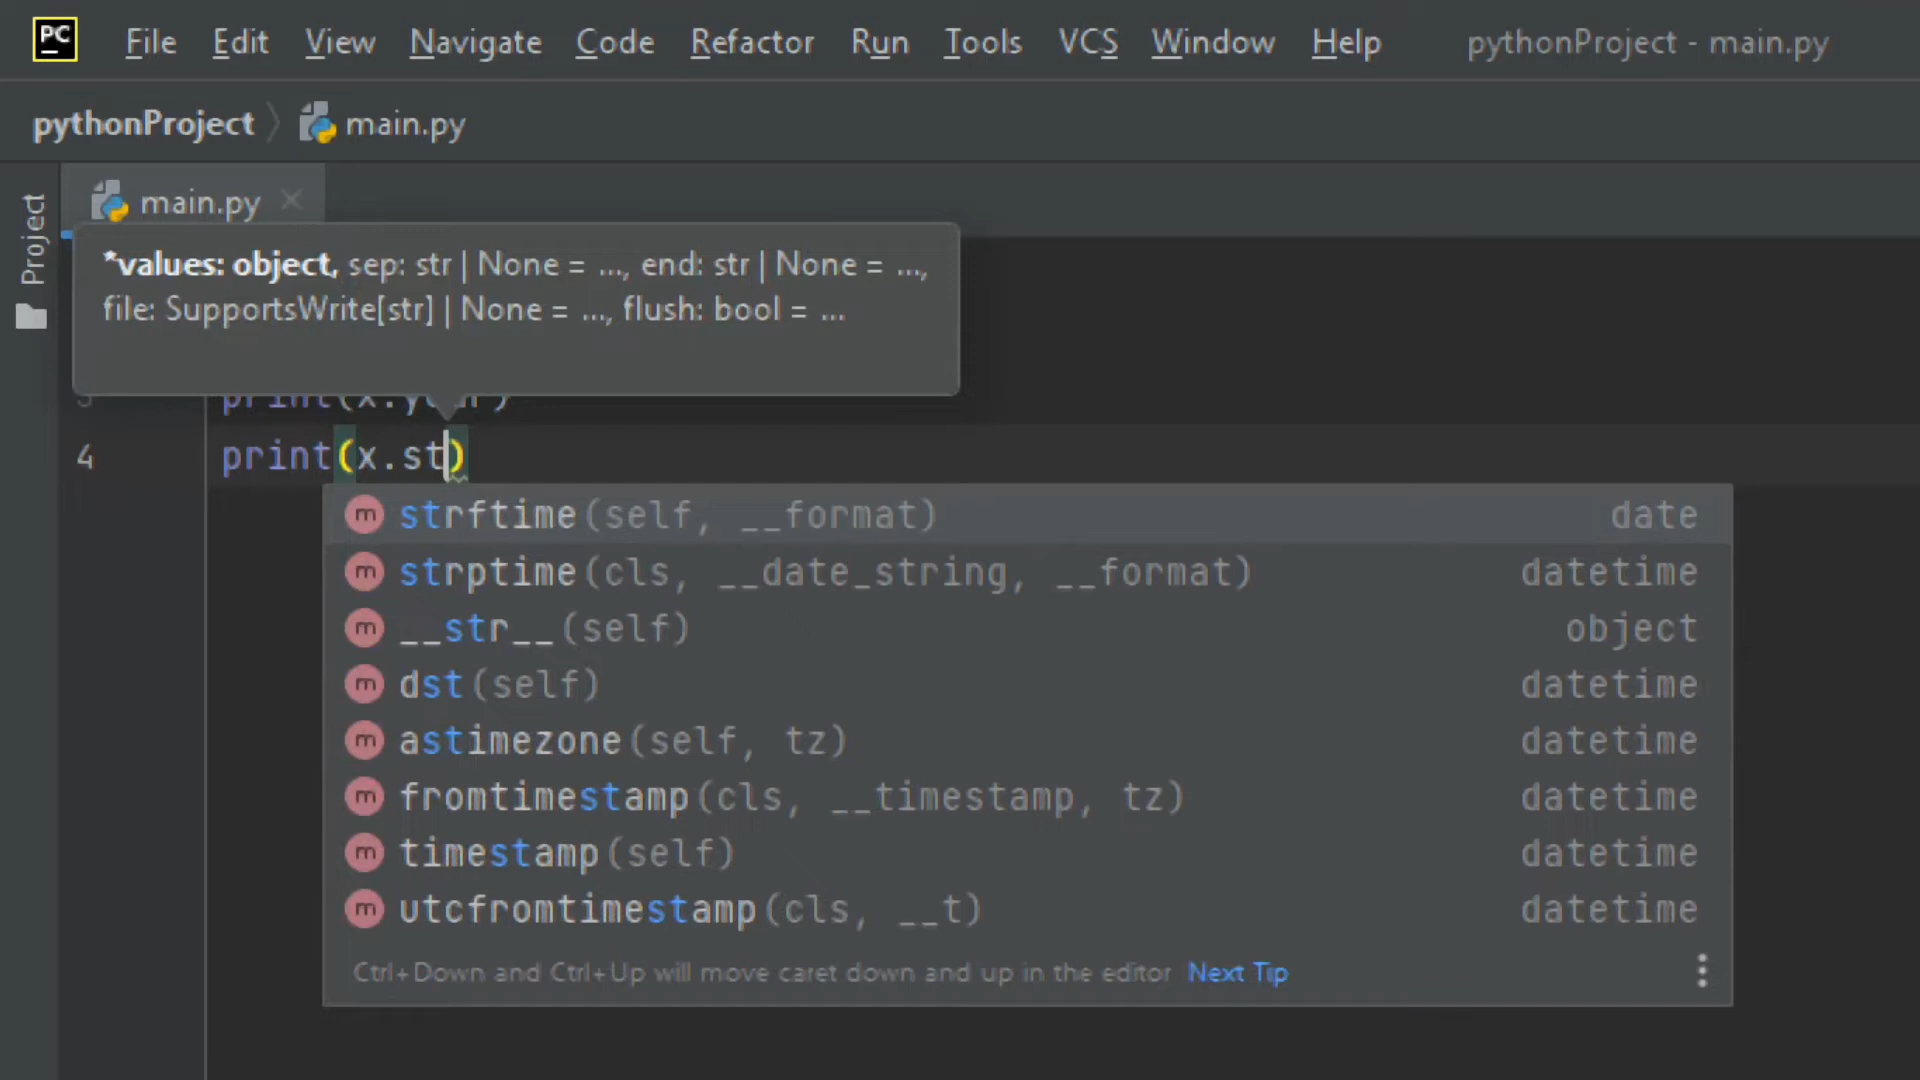 PC File Edit View Navigate Code Refactor Run Tools VCS Window Help pythonProject - main.py
pythonProject main.py
Project
main.py
*values: object, sep: str | None = ..., end: str | None = ...,
file: SupportsWrite[str] | None = ..., flush: bool = ...
3 print(x.year)
4 print(x.st)
m strftime(self, __format) date
m strptime(cls, __date_string, __format) datetime
m __str__(self) object
m dst(self) datetime
m astimezone(self, tz) datetime
m fromtimestamp(cls, __timestamp, tz) datetime
m timestamp(self) datetime
m utcfromtimestamp(cls, __t) datetime
Ctrl+Down and Ctrl+Up will move caret down and up in the editor Next Tip